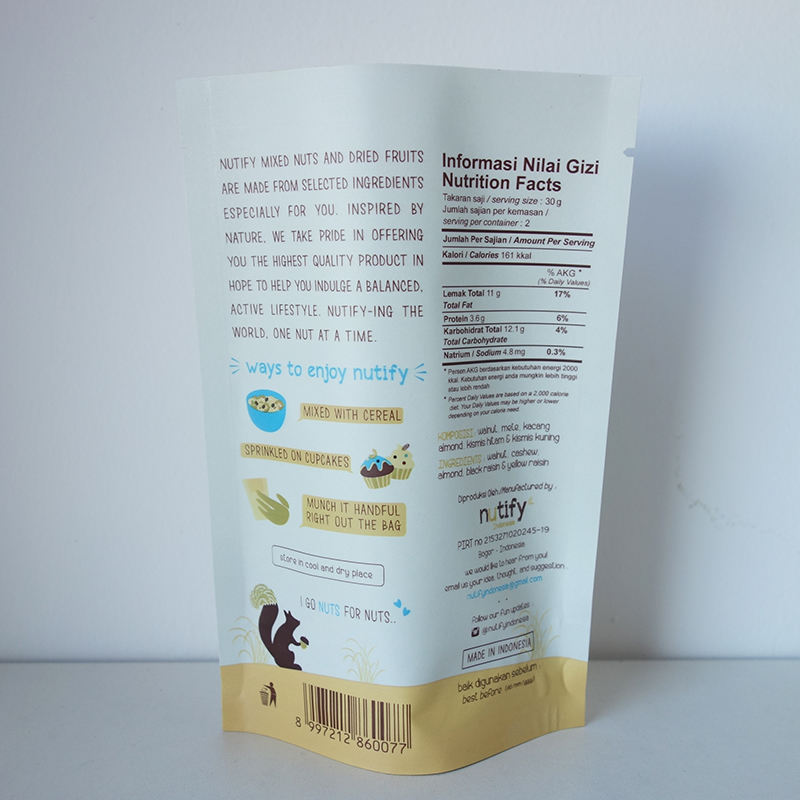 NUTIFY MIXED NUTS AND DRIED FRUITS
ARE MADE FROM SELECTED INGREDIENTS
ESPECIALLY FOR YOU. INSPIRED BY
NATURE, WE TAKE PRIDE IN OFFERING
YOU THE HIGHEST QUALITY PRODUCT IN
HOPE TO HELP YOU INDULGE A BALANCED,
ACTIVE LIFESTYLE. NUTIFY-ING THE
WORLD, ONE NUT AT A TIME.
ways to enjoy nutify
MIXED WITH CEREAL
SPRINKLED ON CUPCAKES
MUNCH IT HANDFUL
RIGHT OUT THE BAG
store in cool and dry place
I GO NUTS FOR NUTS..
8 997212 860077
Informasi Nilai Gizi
Nutrition Facts
Takaran saji / serving size : 30 g
Jumlah sajian per kemasan /
serving per container : 2
Jumlah Per Sajian / Amount Per Serving
Kalori / Calories 161 kkal
% AKG *
(% Daily Values)
Lemak Total 11 g 17%
Total Fat
Protein 3.6 g 6%
Karbohidrat Total 12.1 g 4%
Total Carbohydrate
Natrium / Sodium 4.8 mg 0.3%
* Persen AKG berdasarkan kebutuhan energi 2000
kkal. Kebutuhan energi anda mungkin lebih tinggi
atau lebih rendah
* Percent Daily Values are based on a 2,000 calorie
diet. Your Daily Values may be higher or lower
depending on your calorie need.
KOMPOSISI : walnut, mete, kacang
almond, kismis hitam & kismis kuning
INGREDIENTS : walnut, cashew,
almond, black raisin & yellow raisin
Diproduksi Oleh/Manufactured by :
nutify
Indonesia
PIRT no 2153271020245-19
Bogor - Indonesia
we would like to hear from you!
email us your idea, thought, and suggestion
nutifyindonesia@gmail.com
follow our fun updates
@nutifyindonesia
MADE IN INDONESIA
baik digunakan sebelum :
best before